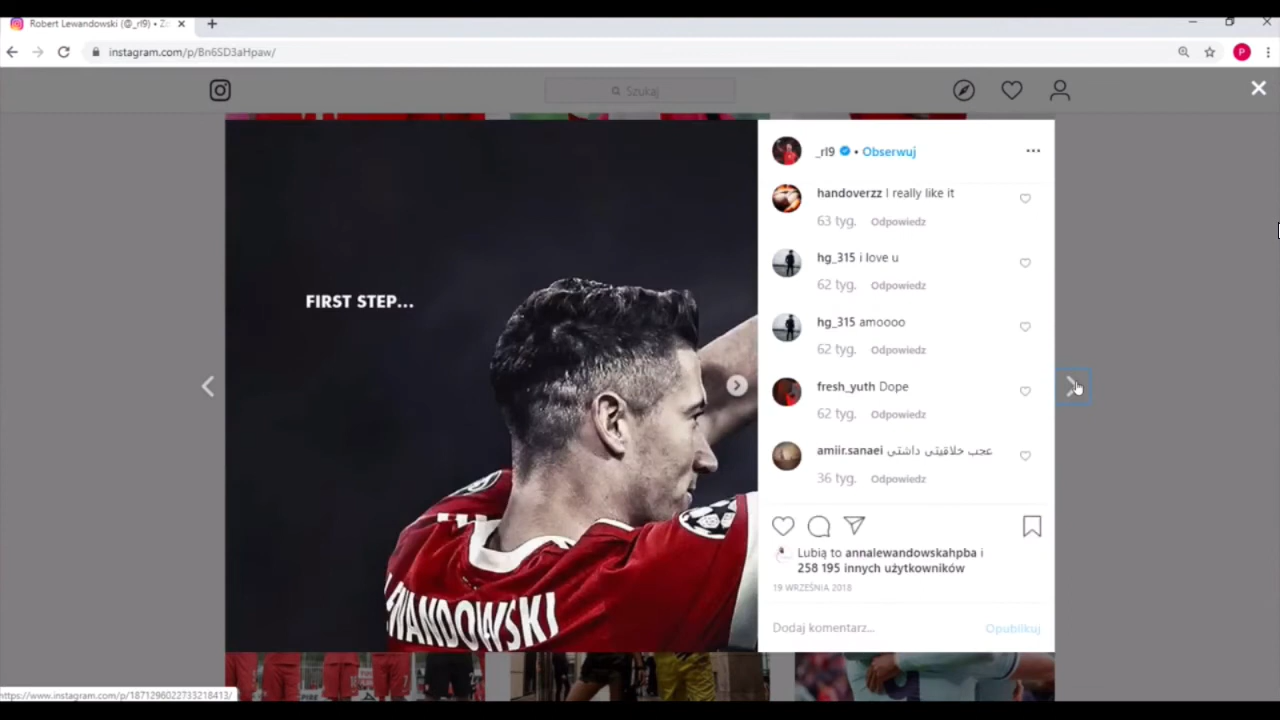 Robert Lewandowski (@_rl9) • Z
instagram.com/p/Bn6SD3aHpaw/
P
Szukaj
_rl9 • Obserwuj
FIRST STEP...
handoverzz I really like it
63 tyg. Odpowiedz
hg_315 i love u
62 tyg. Odpowiedz
hg_315 amoooo
62 tyg. Odpowiedz
fresh_yuth Dope
62 tyg. Odpowiedz
amiir.sanaei عجب خلاقیتی داشتی
36 tyg. Odpowiedz
WANDOWSKI
Lubią to annalewandowskahpba i
258 195 innych użytkowników
19 WRZEŚNIA 2018
Dodaj komentarz... Opublikuj
https://www.instagram.com/p/1871296022733218413/